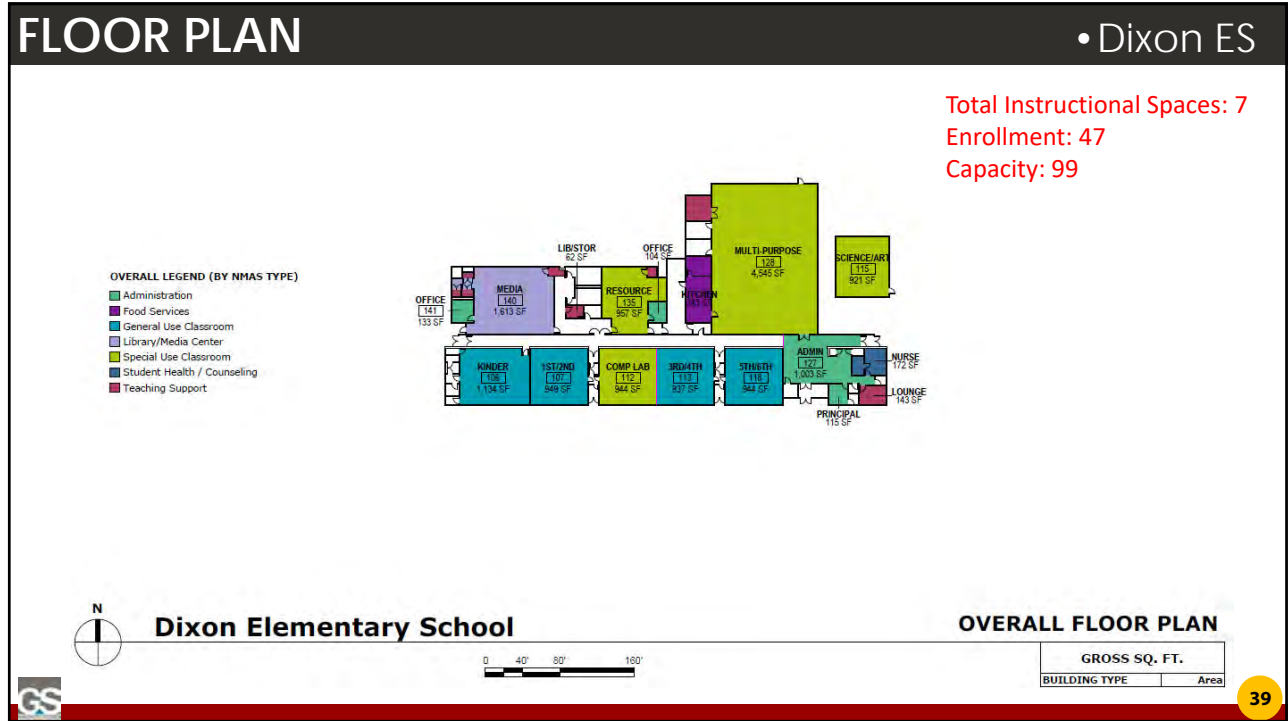 FLOOR PLAN
•Dixon ES
Total Instructional Spaces: 7
Enrollment: 47
Capacity: 99
OVERALL LEGEND (BY NMAS TYPE)
Administration
Food Services
General Use Classroom
Library/Media Center
Special Use Classroom
Student Health / Counseling
Teaching Support
LIB/STOR
62 SF
OFFICE
104 SF
MULTI-PURPOSE
128
4,545 SF
SCIENCE/ART
115
921 SF
OFFICE
141
133 SF
MEDIA
140
1,613 SF
RESOURCE
135
957 SF
KITCHEN
KINDER
106
1,134 SF
1ST/2ND
107
949 SF
COMP LAB
112
944 SF
3RD/4TH
113
937 SF
5TH/6TH
118
944 SF
ADMIN
127
1,003 SF
NURSE
172 SF
LOUNGE
143 SF
PRINCIPAL
115 SF
N
Dixon Elementary School
0 40' 80' 160'
OVERALL FLOOR PLAN
GROSS SQ. FT.
BUILDING TYPE Area
GS
39